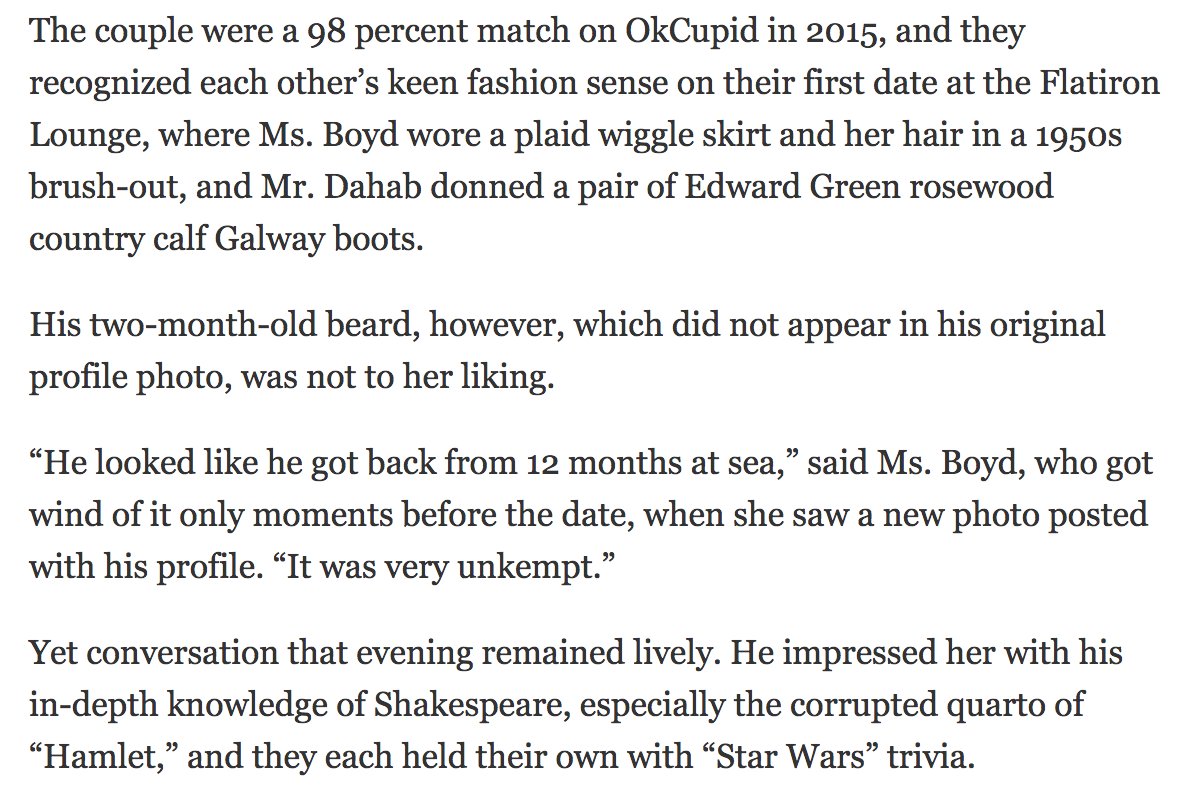 The couple were a 98 percent match on OkCupid in 2015, and they
recognized each other’s keen fashion sense on their first date at the Flatiron
Lounge, where Ms. Boyd wore a plaid wiggle skirt and her hair in a 1950s
brush-out, and Mr. Dahab donned a pair of Edward Green rosewood
country calf Galway boots.
His two-month-old beard, however, which did not appear in his original
profile photo, was not to her liking.
“He looked like he got back from 12 months at sea,” said Ms. Boyd, who got
wind of it only moments before the date, when she saw a new photo posted
with his profile. “It was very unkempt.”
Yet conversation that evening remained lively. He impressed her with his
in-depth knowledge of Shakespeare, especially the corrupted quarto of
“Hamlet,” and they each held their own with “Star Wars” trivia.